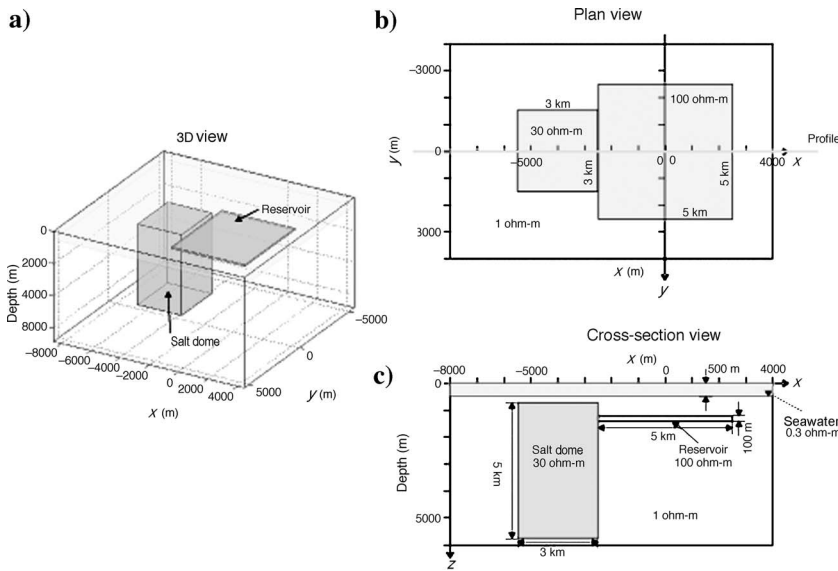 a)
3D view
Reservoir
Salt dome
Depth (m)
0
2000
4000
6000
8000
−8000
−6000
−4000
−2000
0
2000
4000
x (m)
5000
0
−5000
y (m)
b)
Plan view
−3000
0
3000
y (m)
3 km
30 ohm-m
3 km
100 ohm-m
5 km
5 km
1 ohm-m
−5000
0
0
4000
Profile
x
x (m)
y
c)
Cross-section view
x (m)
−8000
−4000
0
500 m
4000
x
0
5000
Depth (m)
z
Seawater
0.3 ohm-m
Salt dome
30 ohm-m
5 km
3 km
5 km
Reservoir
100 ohm-m
100 m
1 ohm-m